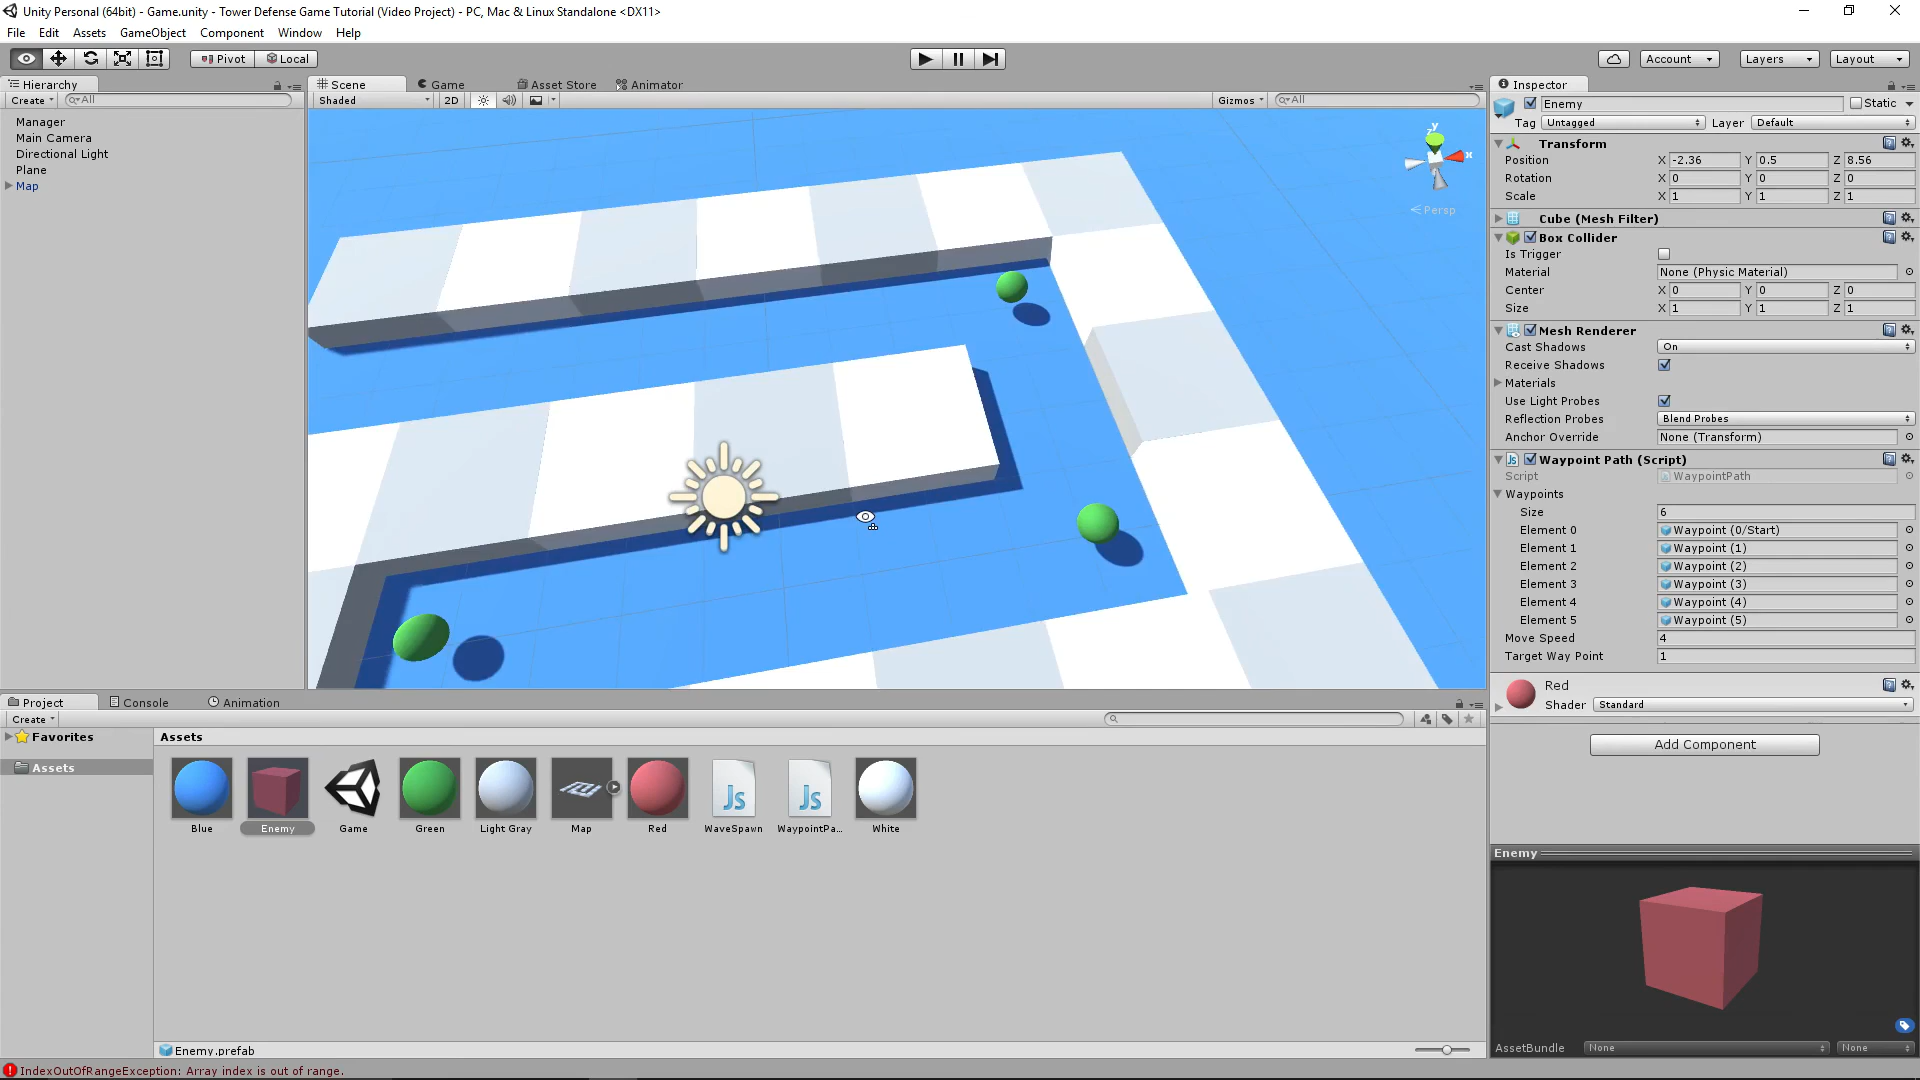 Unity Personal (64bit) - Game.unity - Tower Defense Game Tutorial (Video Project) - PC, Mac & Linux Standalone <DX11>
File Edit Assets GameObject Component Window Help
Pivot Local Account Layers Layout
Hierarchy
Create All
Manager
Main Camera
Directional Light
Plane
Map
Scene Game Asset Store Animator
Shaded 2D Gizmos All
y
z
x
Persp
Inspector
Enemy Static
Tag Untagged Layer Default
Transform
Position X -2.36 Y 0.5 Z 8.56
Rotation X 0 Y 0 Z 0
Scale X 1 Y 1 Z 1
Cube (Mesh Filter)
Box Collider
Is Trigger
Material None (Physic Material)
Center X 0 Y 0 Z 0
Size X 1 Y 1 Z 1
Mesh Renderer
Cast Shadows On
Receive Shadows
Materials
Use Light Probes
Reflection Probes Blend Probes
Anchor Override None (Transform)
Js Waypoint Path (Script)
Script WaypointPath
Waypoints
Size 6
Element 0 Waypoint (0/Start)
Element 1 Waypoint (1)
Element 2 Waypoint (2)
Element 3 Waypoint (3)
Element 4 Waypoint (4)
Element 5 Waypoint (5)
Move Speed 4
Target Way Point 1
Red
Shader Standard
Add Component
Enemy
AssetBundle None None
Project Console Animation
Create
Favorites
Assets
Assets
Js Js
Blue Enemy Game Green Light Gray Map Red WaveSpawn WaypointPa... White
Enemy.prefab
IndexOutOfRangeException: Array index is out of range.